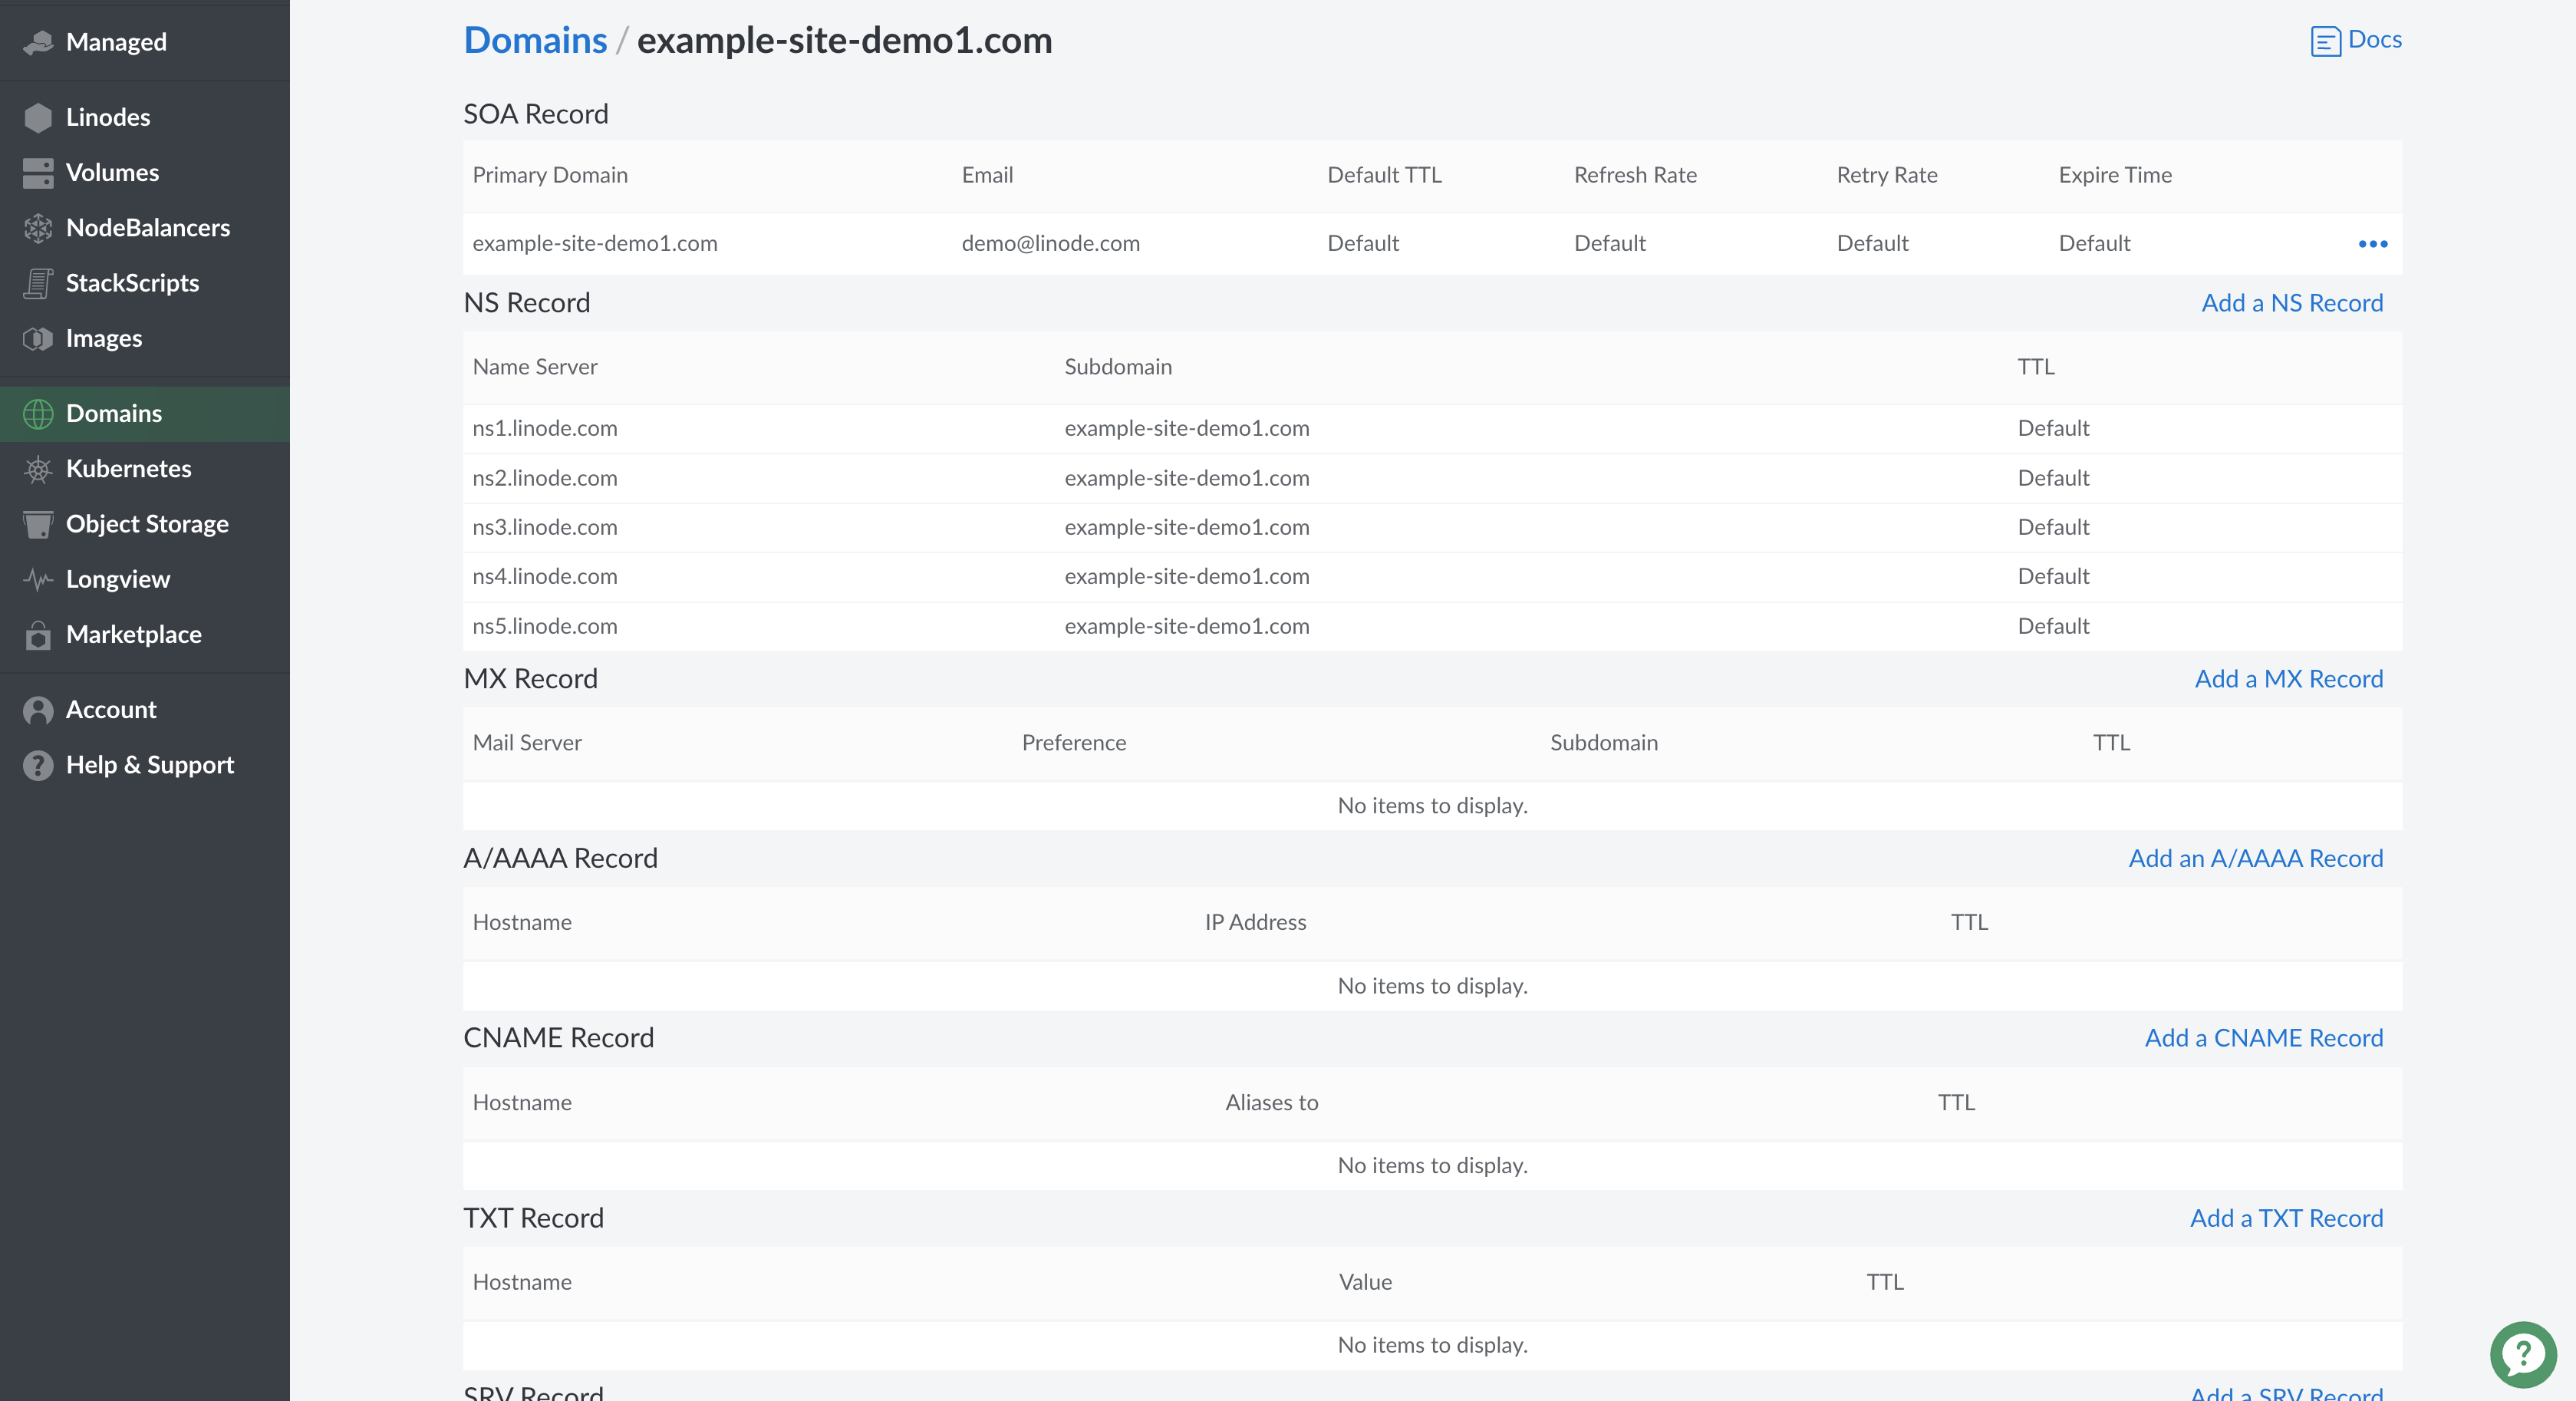 Managed
Linodes
Volumes
NodeBalancers
StackScripts
Images
Domains
Kubernetes
Object Storage
Longview
Marketplace
Account
Help & Support
Domains / example-site-demo1.com
Docs
SOA Record
Primary Domain Email Default TTL Refresh Rate Retry Rate Expire Time
example-site-demo1.com demo@linode.com Default Default Default Default
NS Record Add a NS Record
Name Server Subdomain TTL
ns1.linode.com example-site-demo1.com Default
ns2.linode.com example-site-demo1.com Default
ns3.linode.com example-site-demo1.com Default
ns4.linode.com example-site-demo1.com Default
ns5.linode.com example-site-demo1.com Default
MX Record Add a MX Record
Mail Server Preference Subdomain TTL
No items to display.
A/AAAA Record Add an A/AAAA Record
Hostname IP Address TTL
No items to display.
CNAME Record Add a CNAME Record
Hostname Aliases to TTL
No items to display.
TXT Record Add a TXT Record
Hostname Value TTL
No items to display.
SRV Record Add a SRV Record